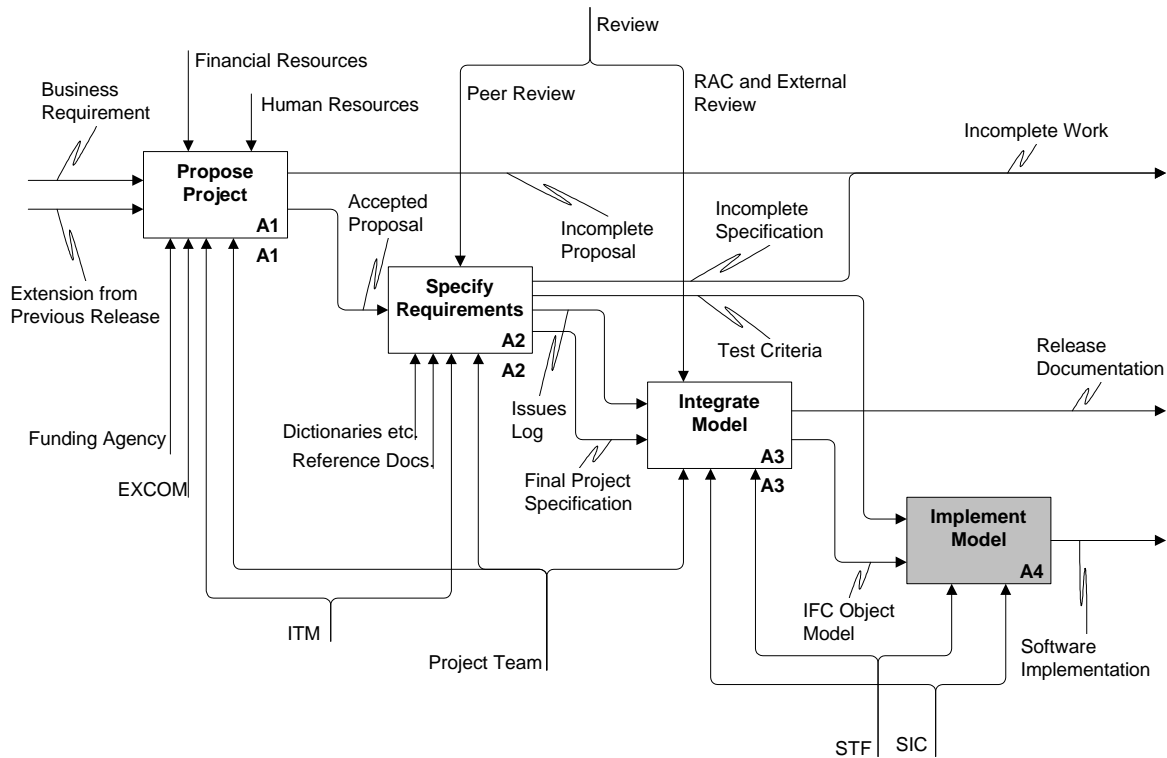 Review
Financial Resources
Business
Requirement
Human Resources
Peer Review
RAC and External
Review
Incomplete Work
Propose
Project
A1
A1
Accepted
Proposal
Incomplete
Proposal
Incomplete
Specification
Extension from
Previous Release
Specify
Requirements
A2
A2
Test Criteria
Release
Documentation
Issues
Log
Integrate
Model
A3
A3
Funding Agency
Dictionaries etc.
Reference Docs.
EXCOM
Final Project
Specification
Implement
Model
A4
IFC Object
Model
ITM
Project Team
Software
Implementation
STF
SIC